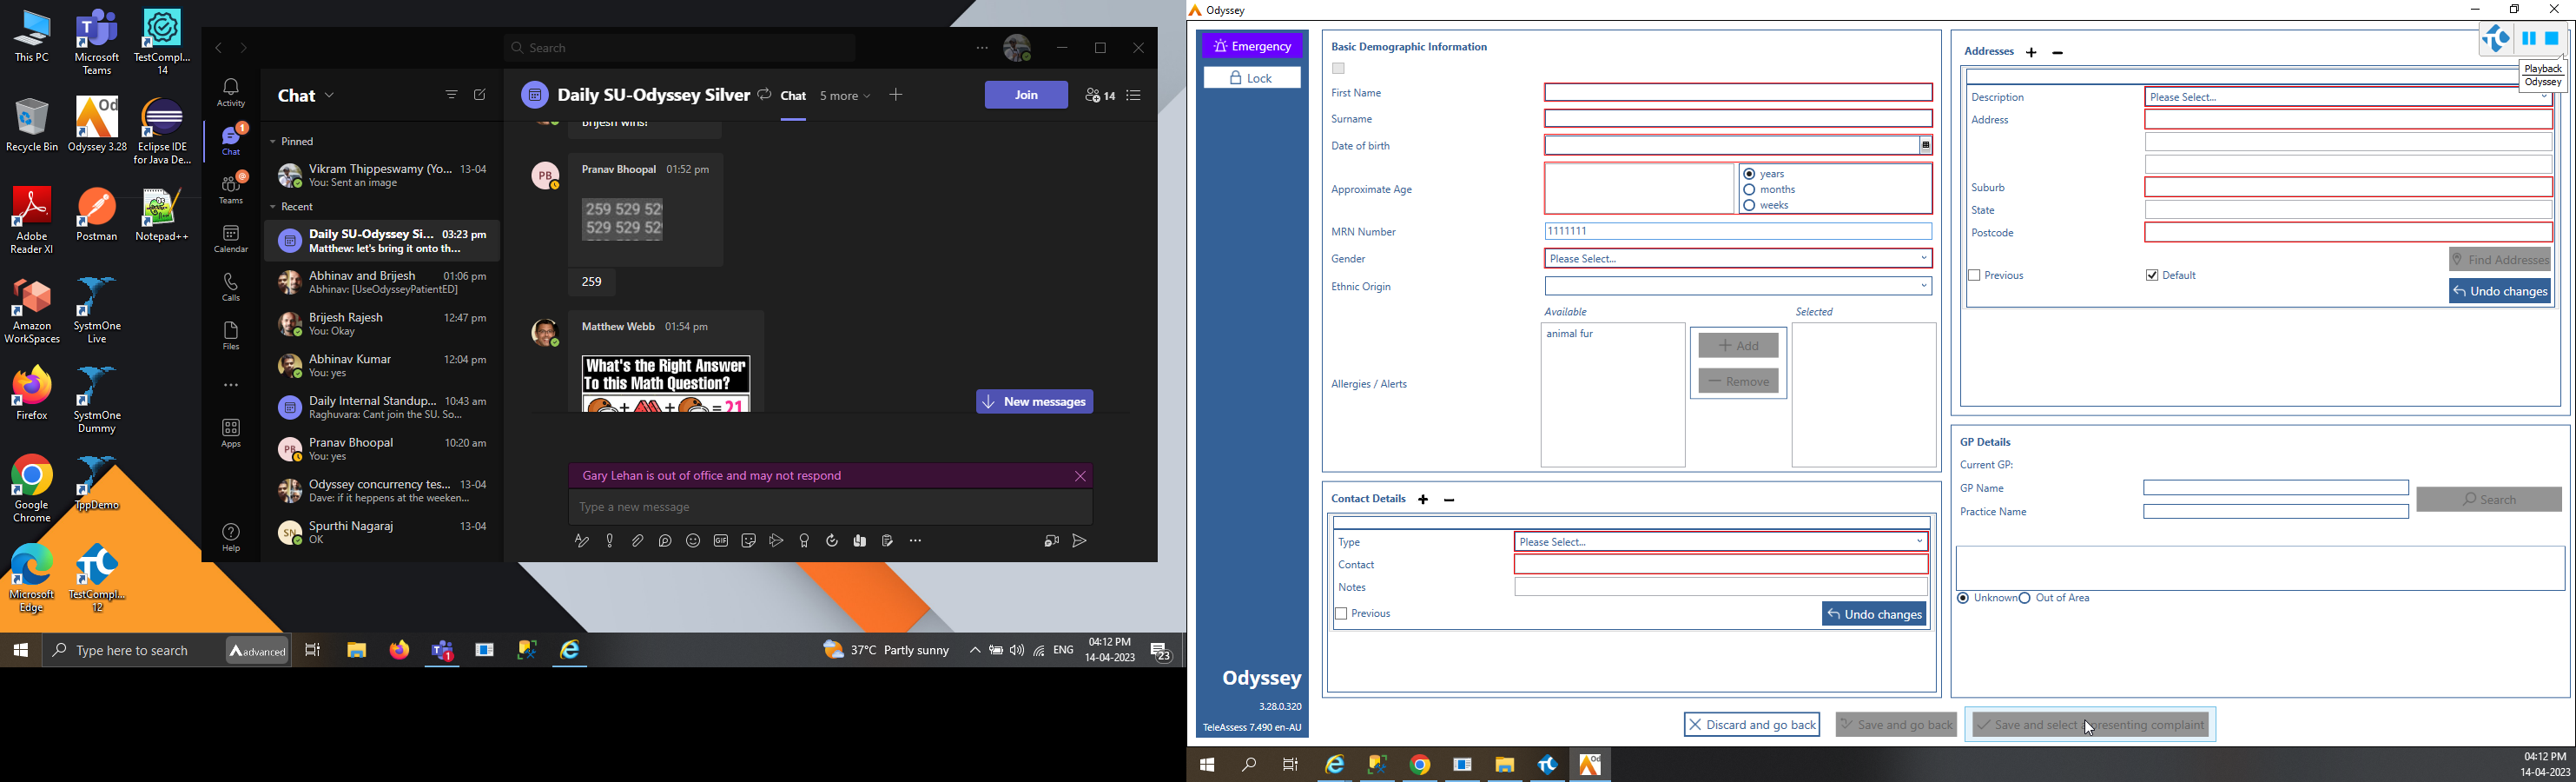 This PC
Microsoft Teams
TestCompl... 14
Recycle Bin
Odyssey 3.28
Eclipse IDE for Java De...
Adobe Reader XI
Postman
Notepad++
Amazon WorkSpaces
SystmOne Live
Firefox
SystmOne Dummy
Google Chrome
TppDemo
Microsoft Edge
TestCompl... 12
Search
Activity
Chat
Teams
Calendar
Calls
Files
Apps
Help
Chat
Pinned
Vikram Thippeswamy (Yo... 13-04
You: Sent an image
Recent
Daily SU-Odyssey Si... 03:23 pm
Matthew: let's bring it onto th...
Abhinav and Brijesh 01:06 pm
Abhinav: [UseOdysseyPatientED]
Brijesh Rajesh 12:47 pm
You: Okay
Abhinav Kumar 12:04 pm
You: yes
Daily Internal Standup... 10:43 am
Raghuvara: Cant join the SU. So...
Pranav Bhoopal 10:20 am
You: yes
Odyssey concurrency tes... 13-04
Dave: if it heppens at the weeken...
Spurthi Nagaraj 13-04
OK
Daily SU-Odyssey Silver Chat 5 more
Join
14
Brijesh wins!
PB
Pranav Bhoopal 01:52 pm
259 529 52
529 529 52
259
Matthew Webb 01:54 pm
What's the Right Answer
To this Math Question?
= 21
New messages
Gary Lehan is out of office and may not respond
Type a new message
GIF
Type here to search
advanced
37°C Partly sunny
ENG
04:12 PM
14-04-2023
23
Odyssey
Emergency
Lock
Odyssey
3.28.0.320
TeleAssess 7.490 en-AU
Basic Demographic Information
First Name
Surname
Date of birth
Approximate Age
years
months
weeks
MRN Number 1111111
Gender Please Select...
Ethnic Origin
Available Selected
animal fur
Add
Remove
Allergies / Alerts
Contact Details
Type Please Select...
Contact
Notes
Previous
Undo changes
Addresses
Playback
Odyssey
Description Please Select...
Address
Suburb
State
Postcode
Find Addresses
Previous Default
Undo changes
GP Details
Current GP:
GP Name
Search
Practice Name
Unknown Out of Area
Discard and go back
Save and go back
Save and select a presenting complaint
04:12 PM
14-04-2023